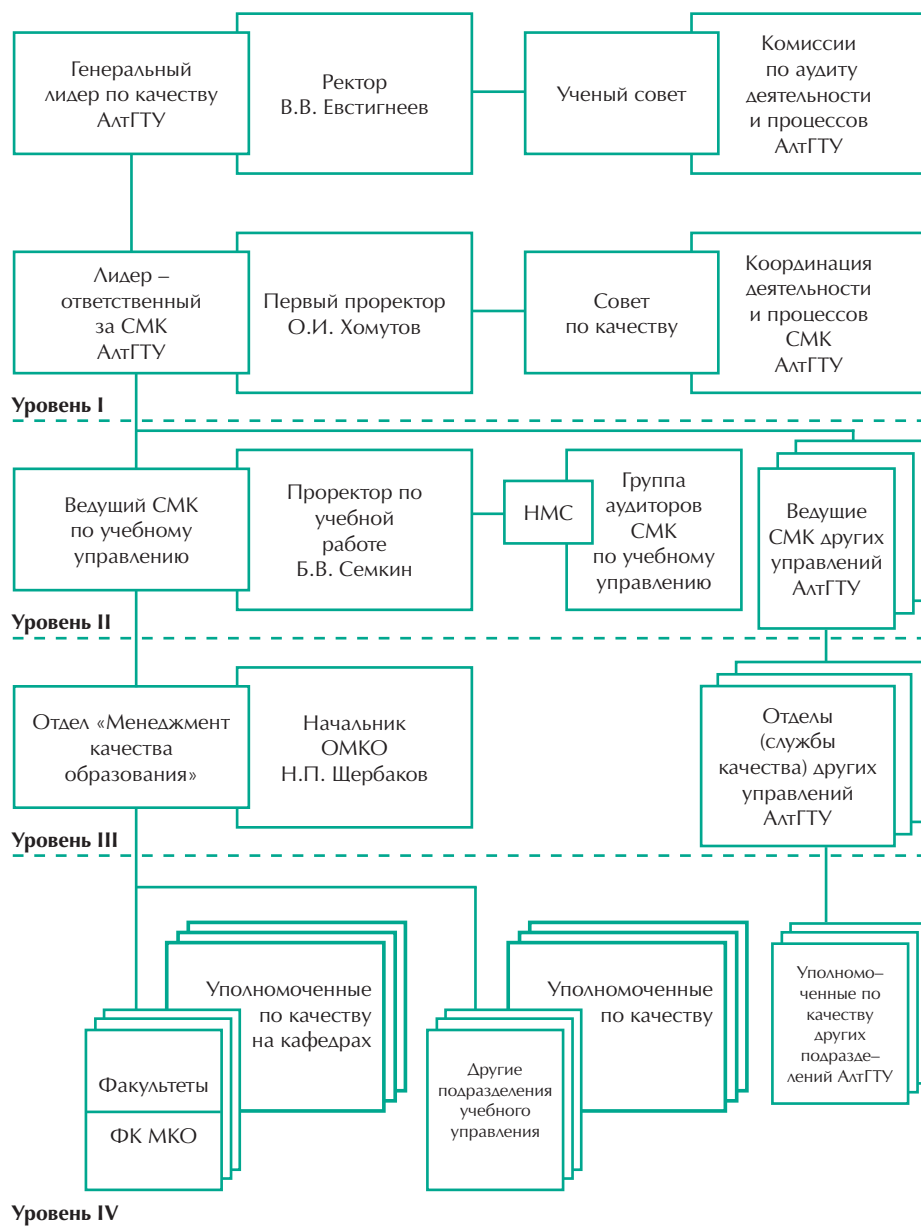 Генеральный
лидер по качеству
АлтГТУ
Ректор
В.В. Евстигнеев
Ученый совет
Комиссии
по аудиту
деятельности
и процессов
АлтГТУ
Лидер –
ответственный
за СМК
АлтГТУ
Первый проректор
О.И. Хомутов
Совет
по качеству
Координация
деятельности
и процессов
СМК
АлтГТУ
Уровень I
Ведущий СМК
по учебному
управлению
Проректор по
учебной
работе
Б.В. Семкин
НМС
Группа
аудиторов
СМК
по учебному
управлению
Ведущие
СМК других
управлений
АлтГТУ
Уровень II
Отдел «Менеджмент
качества
образования»
Начальник
ОМКО
Н.П. Щербаков
Отделы
(службы
качества) других
управлений
АлтГТУ
Уровень III
Уполномоченные
по качеству
на кафедрах
Факультеты
ФК МКО
Уполномоченные
по качеству
Другие
подразделения
учебного
управления
Уполномо–
ченные по
качеству
других
подразде–
лений АлтГТУ
Уровень IV